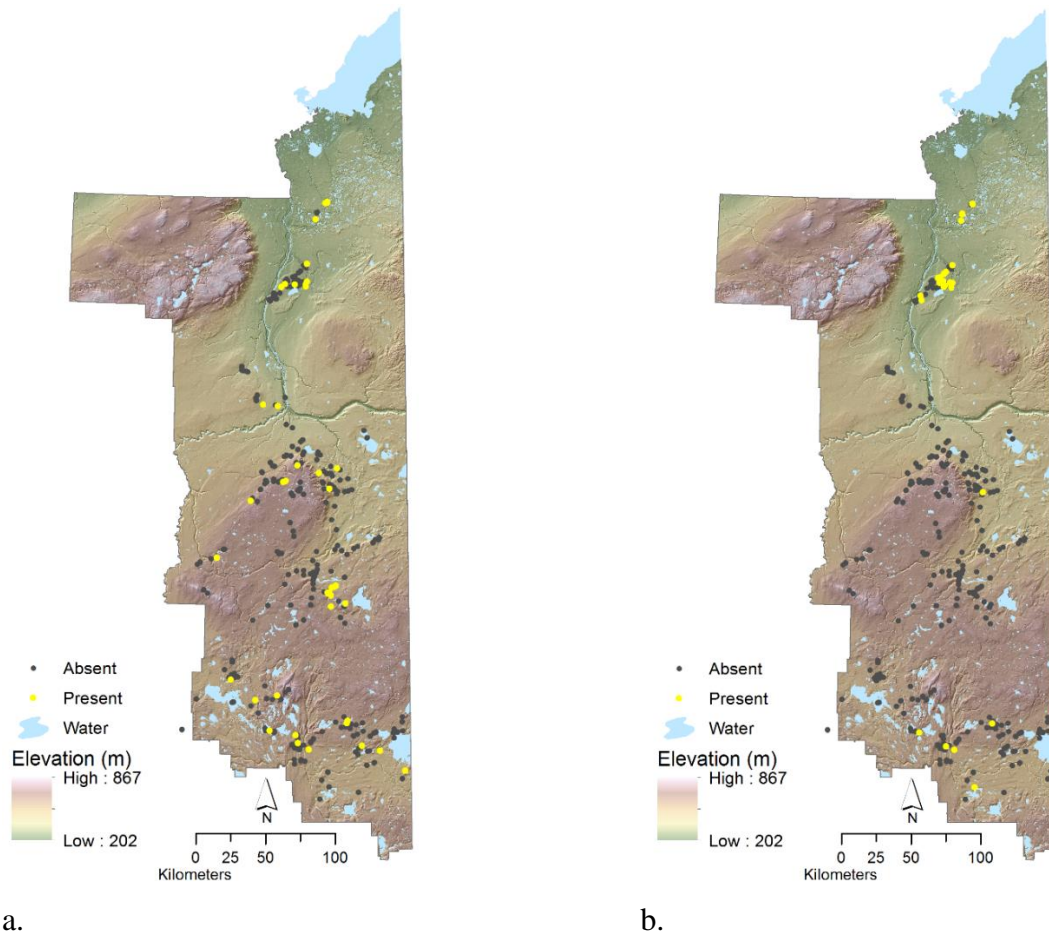 Absent
Present
Water
Elevation (m)
High : 867
Low : 202
N
0 25 50 100
Kilometers
Absent
Present
Water
Elevation (m)
High : 867
Low : 202
N
0 25 50 100
Kilometers
a.
b.